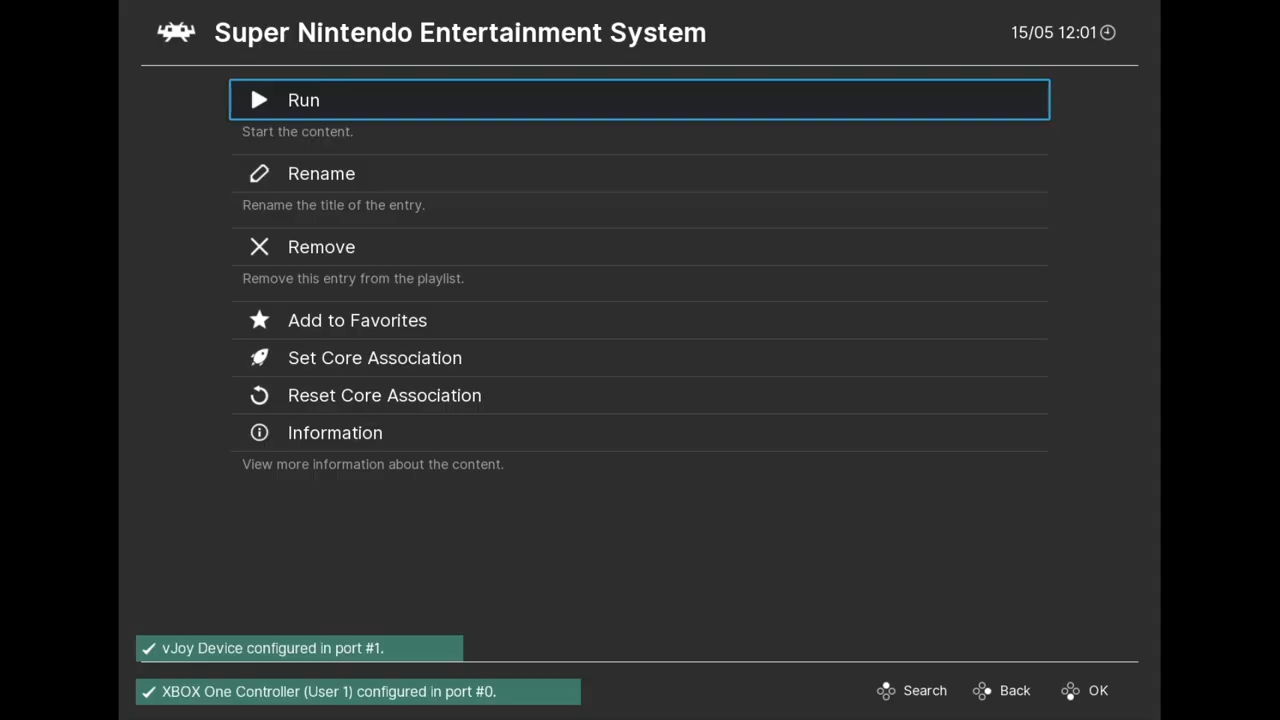 Super Nintendo Entertainment System
15/05 12:01
Run
Start the content.
Rename
Rename the title of the entry.
Remove
Remove this entry from the playlist.
Add to Favorites
Set Core Association
Reset Core Association
Information
View more information about the content.
vJoy Device configured in port #1.
XBOX One Controller (User 1) configured in port #0.
Search Back OK